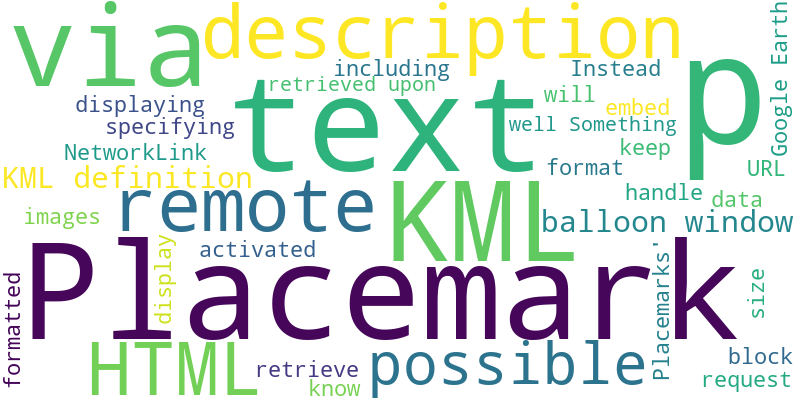 via
description
p
Google Earth
including
Instead
retrieved upon
text
will
displaying
embed
specifying
well Something
NetworkLink
keep
format
URL
KML definition
remote
KML
handle
data
images
balloon window
activated
Placemark
display
Placemarks'
size
formatted
HTML
possible
block
retrieve
request
know